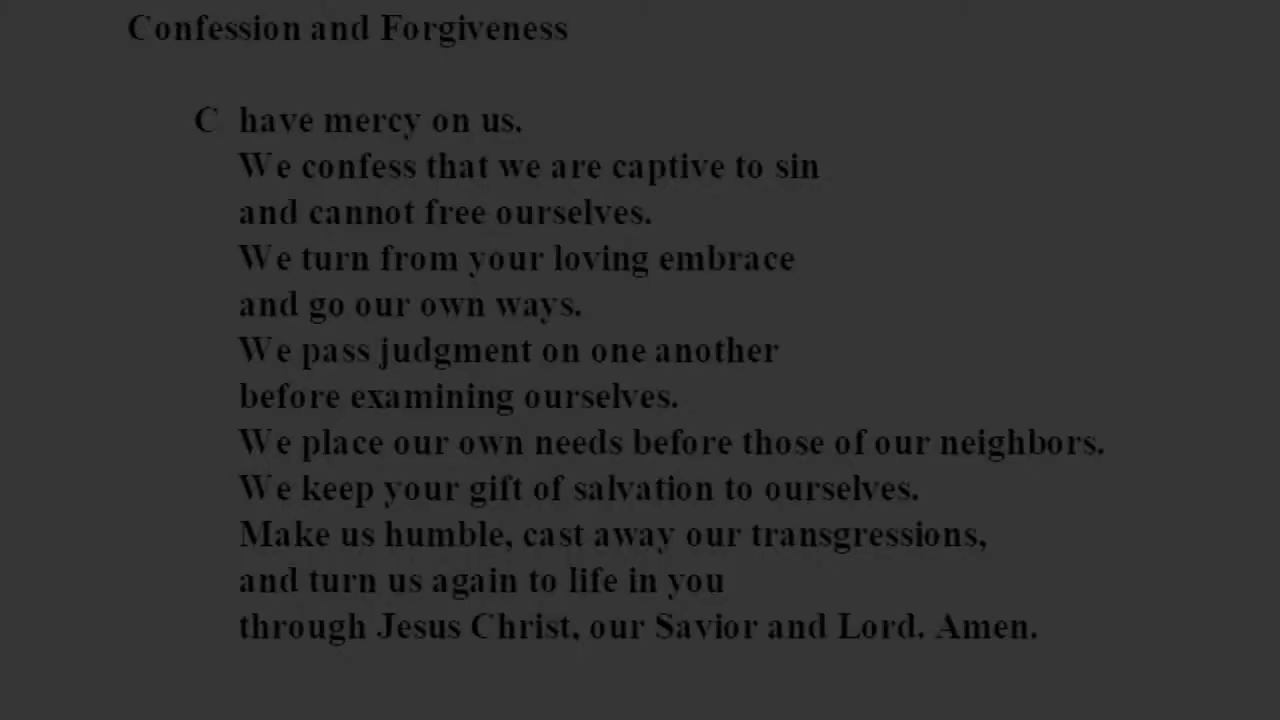 Confession and Forgiveness
C have mercy on us.
We confess that we are captive to sin
and cannot free ourselves.
We turn from your loving embrace
and go our own ways.
We pass judgment on one another
before examining ourselves.
We place our own needs before those of our neighbors.
We keep your gift of salvation to ourselves.
Make us humble, cast away our transgressions,
and turn us again to life in you
through Jesus Christ, our Savior and Lord. Amen.